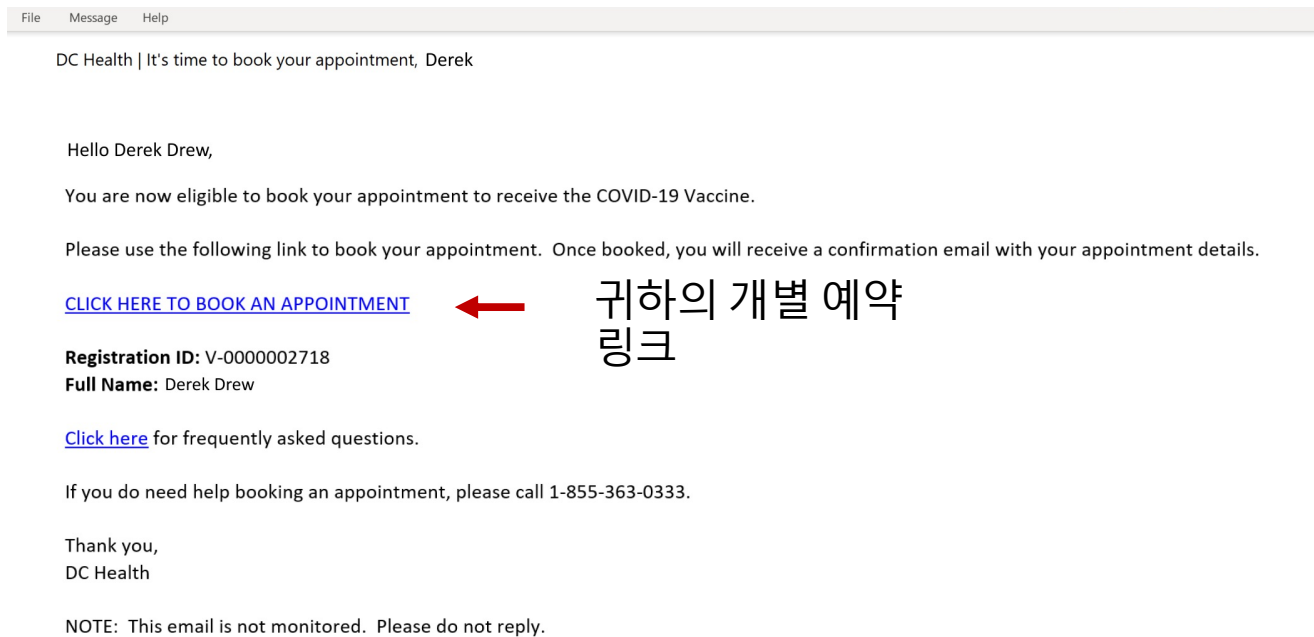 File Message Help
DC Health | It's time to book your appointment, Derek
Hello Derek Drew,
You are now eligible to book your appointment to receive the COVID-19 Vaccine.
Please use the following link to book your appointment.  Once booked, you will receive a confirmation email with your appointment details.
CLICK HERE TO BOOK AN APPOINTMENT
귀하의 개별 예약
링크
Registration ID: V-0000002718
Full Name: Derek Drew
Click here for frequently asked questions.
If you do need help booking an appointment, please call 1-855-363-0333.
Thank you,
DC Health
NOTE:  This email is not monitored.  Please do not reply.